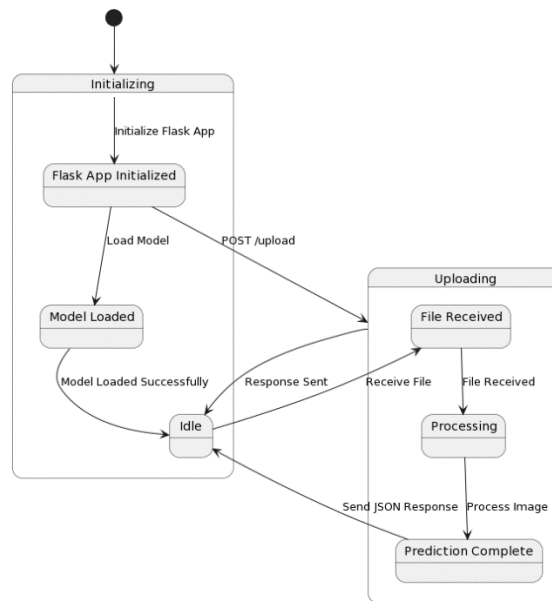 Initializing
Initialize Flask App
Flask App Initialized
Load Model
POST /upload
Uploading
Model Loaded
File Received
Model Loaded Successfully
Response Sent
Receive File
File Received
Idle
Processing
Send JSON Response
Process Image
Prediction Complete